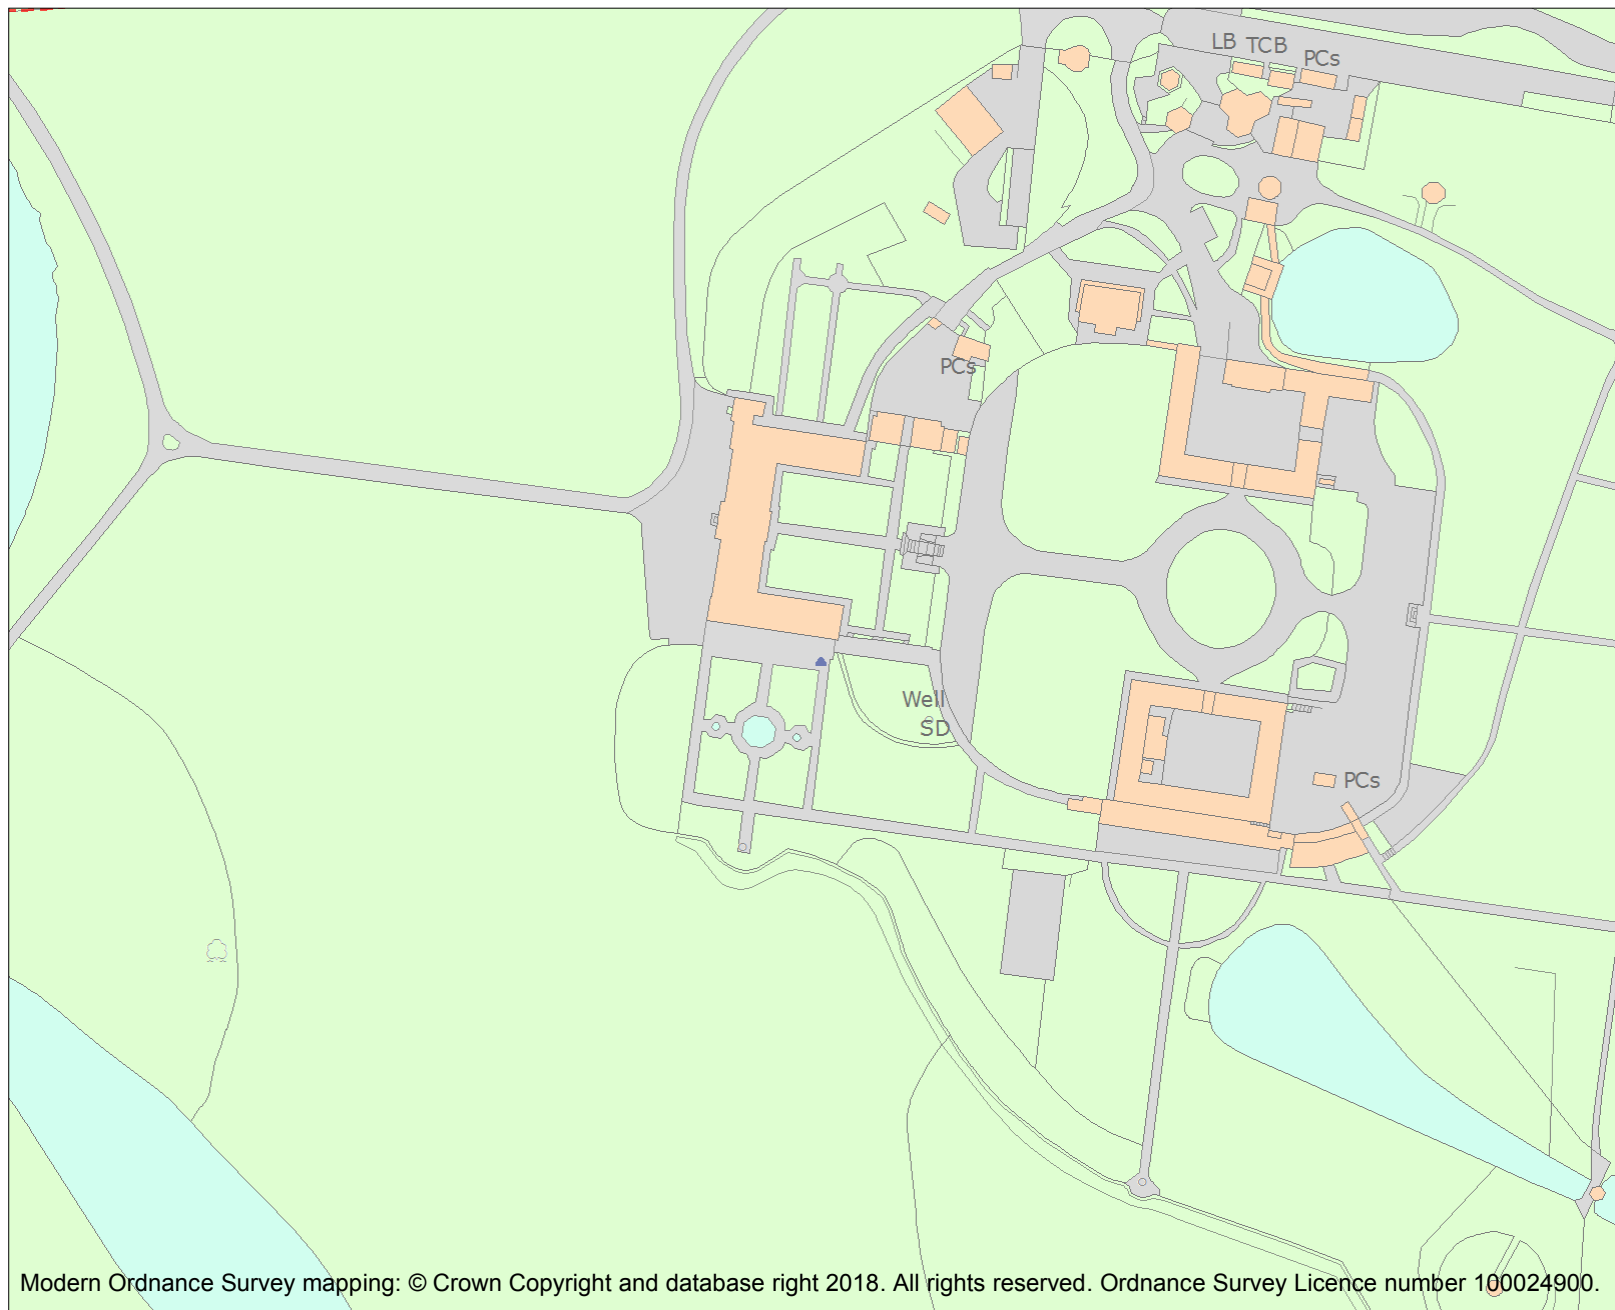 LB TCB PCs
PCs
Well
SD
PCs
Modern Ordnance Survey mapping: © Crown Copyright and database right 2018. All rights reserved. Ordnance Survey Licence number 100024900.